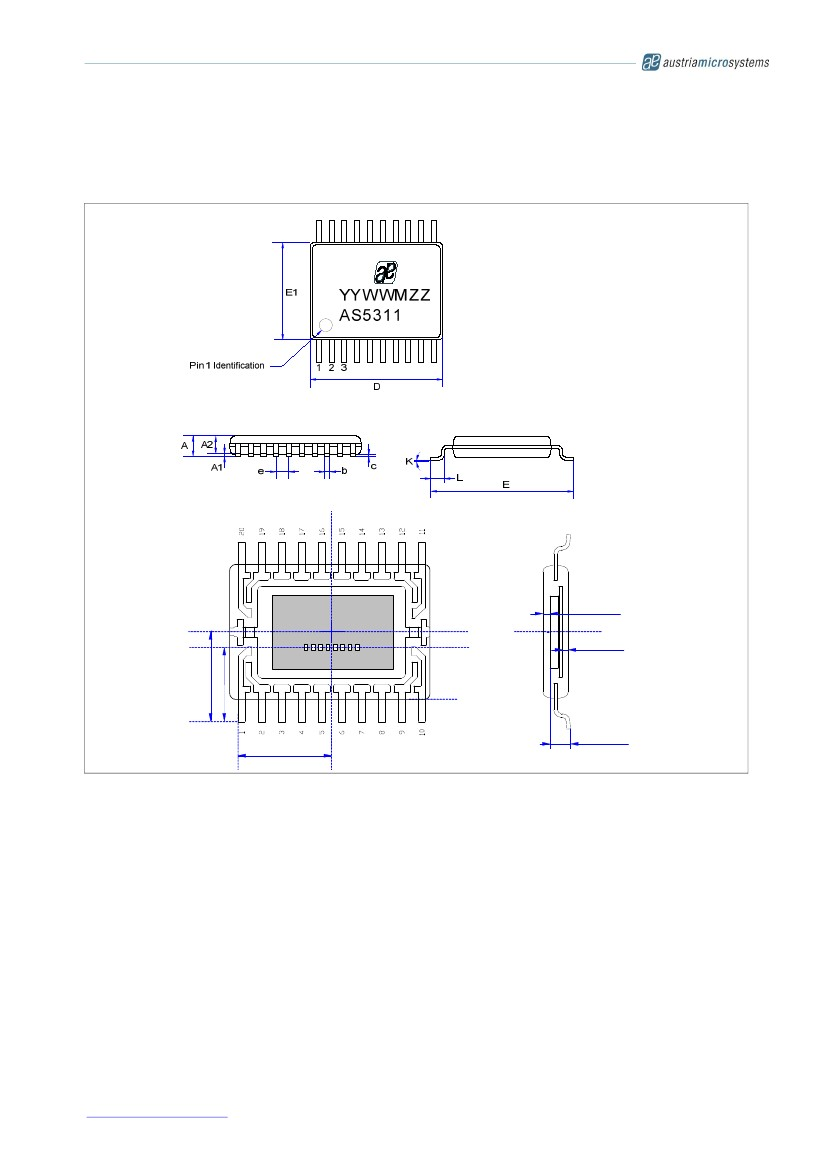 austriamicrosystems
E1
YYWWMZZ
AS5311
Pin 1 Identification
1 2 3
D
A A2
A1
e b c
K
L
E
20 19 18 17 16 15 14 13 12 11
1 2 3 4 5 6 7 8 9 10